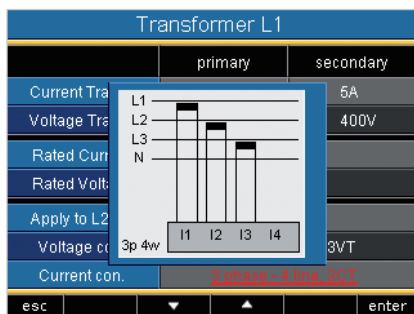 Transformer L1
primary secondary
Current Tra 5A
Voltage Tra 400V
Rated Curr
Rated Volt
Apply to L2
Voltage co 3VT
Current con. 3 phase - 4 line, 3CT
L1
L2
L3
N
3p 4w I1 I2 I3 I4
esc enter